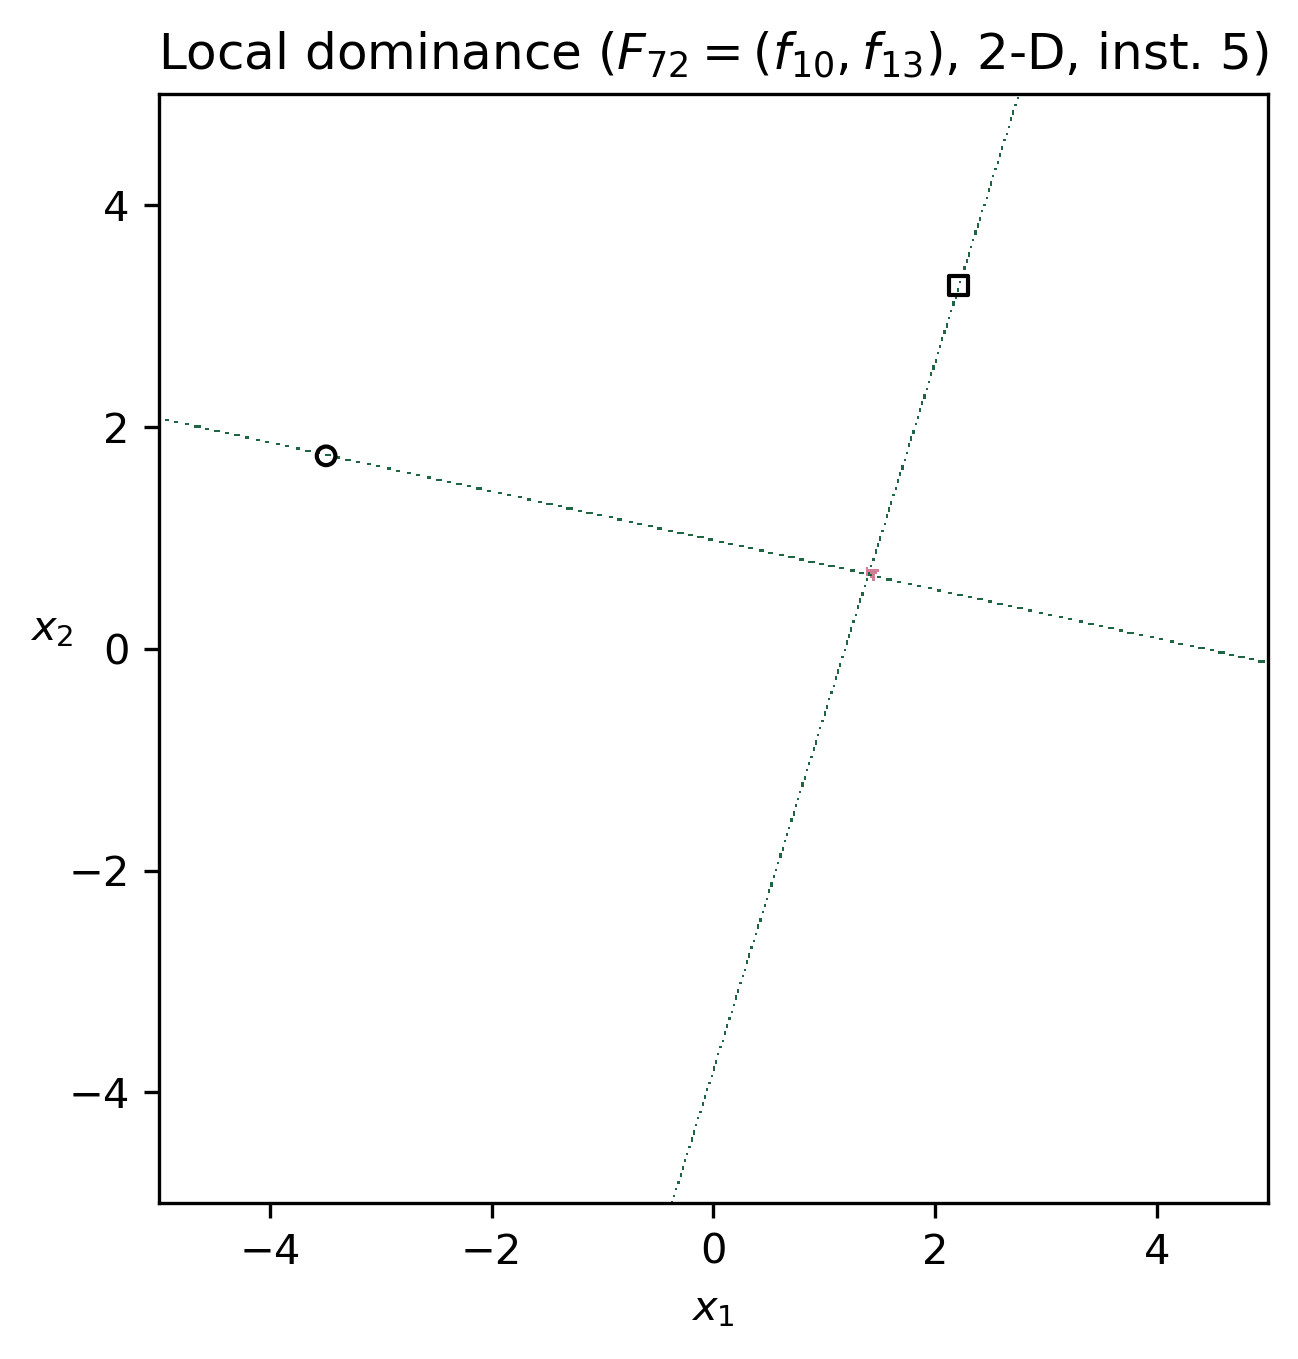 Local dominance (F₇₂ = (f₁₀, f₁₃), 2-D, inst. 5)
4
2
x₂ 0
−2
−4
−4 −2 0 2 4
x₁